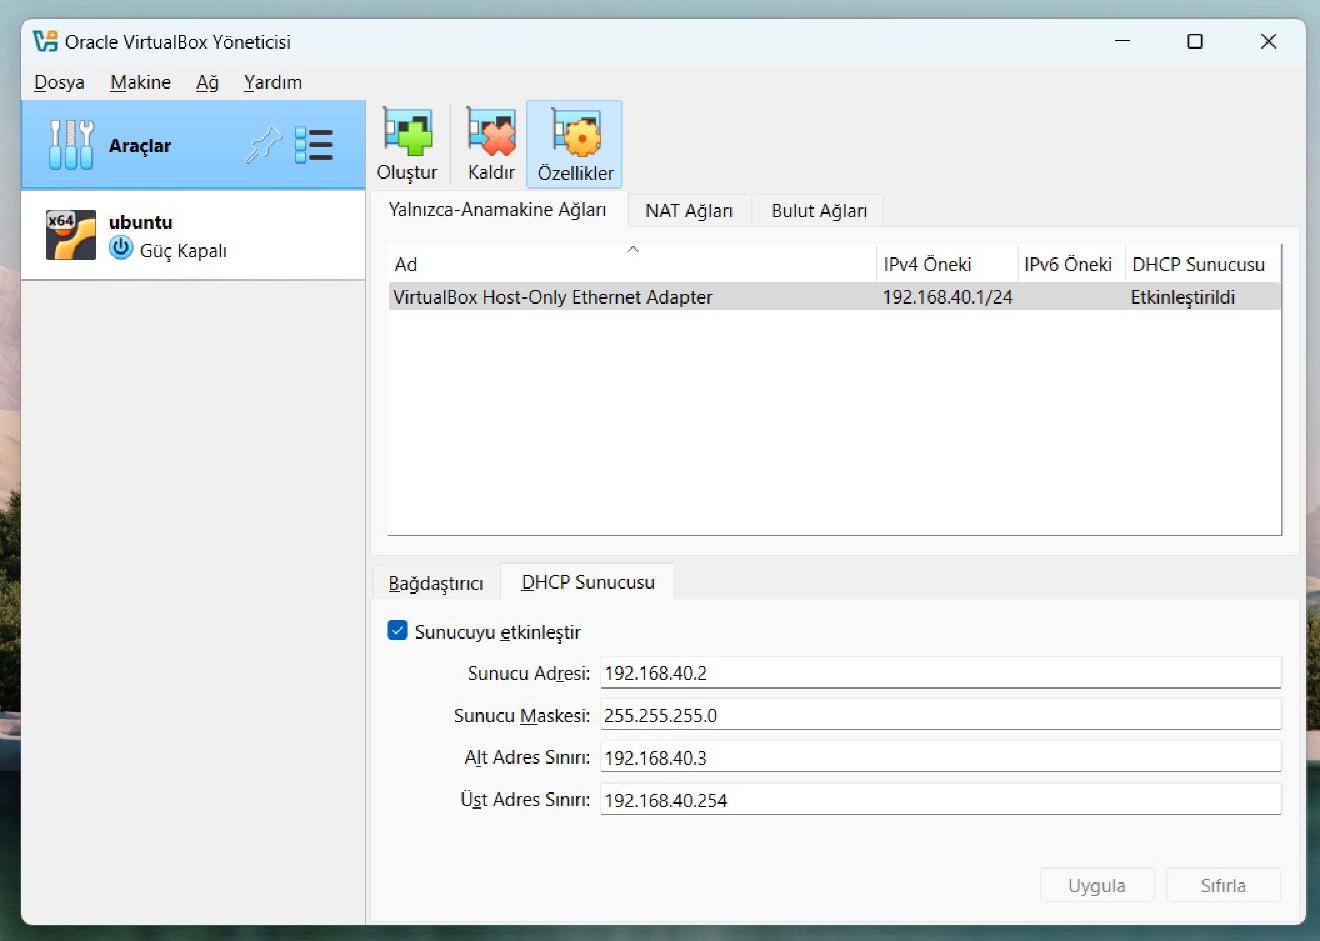 Oracle VirtualBox Yöneticisi
Dosya Makine Ağ Yardım
Araçlar
Oluştur Kaldır Özellikler
x64
ubuntu
Güç Kapalı
Yalnızca-Anamakine Ağları NAT Ağları Bulut Ağları
Ad IPv4 Öneki IPv6 Öneki DHCP Sunucusu
VirtualBox Host-Only Ethernet Adapter 192.168.40.1/24 Etkinleştirildi
Bağdaştırıcı DHCP Sunucusu
Sunucuyu etkinleştir
Sunucu Adresi: 192.168.40.2
Sunucu Maskesi: 255.255.255.0
Alt Adres Sınırı: 192.168.40.3
Üst Adres Sınırı: 192.168.40.254
Uygula Sıfırla